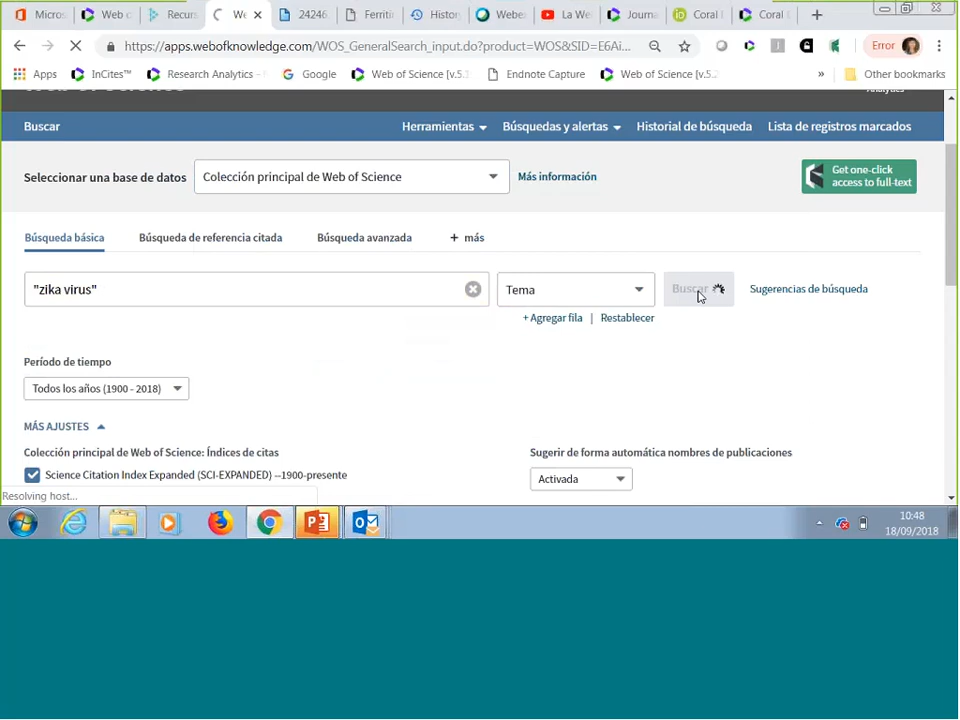 Micros
Web o
Recurs
We
24246
Ferriti
Histor
Webex
La We
Journa
Coral
Coral
https://apps.webofknowledge.com/WOS_GeneralSearch_input.do?product=WOS&SID=E6Ai...
Error
Apps
InCites™
Research Analytics -
Google
Web of Science [v.5.3
Endnote Capture
Web of Science [v.5.2
»
Other bookmarks
Buscar
Herramientas
Búsquedas y alertas
Historial de búsqueda
Lista de registros marcados
Seleccionar una base de datos
Colección principal de Web of Science
Más información
Get one-click
access to full-text
Búsqueda básica
Búsqueda de referencia citada
Búsqueda avanzada
+ más
"zika virus"
Tema
Buscar
Sugerencias de búsqueda
+ Agregar fila | Restablecer
Período de tiempo
Todos los años (1900 - 2018)
MÁS AJUSTES
Colección principal de Web of Science: Índices de citas
Sugerir de forma automática nombres de publicaciones
Science Citation Index Expanded (SCI-EXPANDED) --1900-presente
Activada
Resolving host...
10:48
18/09/2018